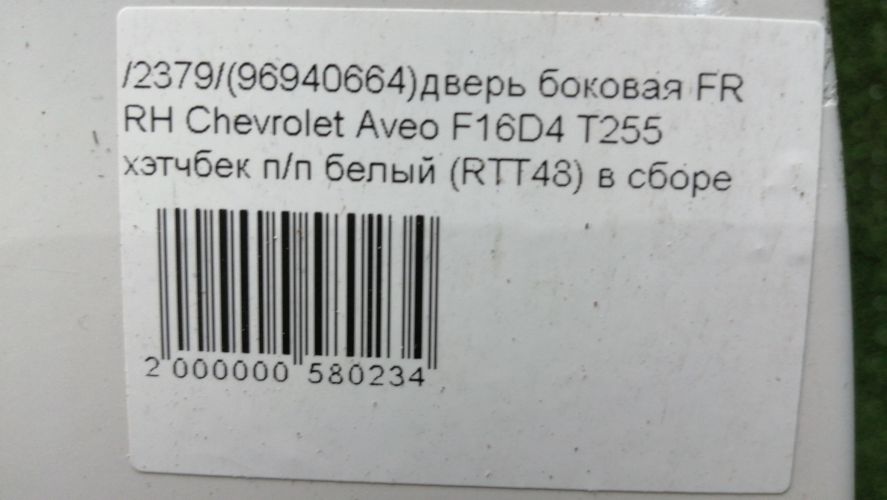 /2379/(96940664)дверь боковая FR
RH Chevrolet Aveo F16D4 T255
хэтчбек п/п белый (RTT48) в сборе
2 000000 580234